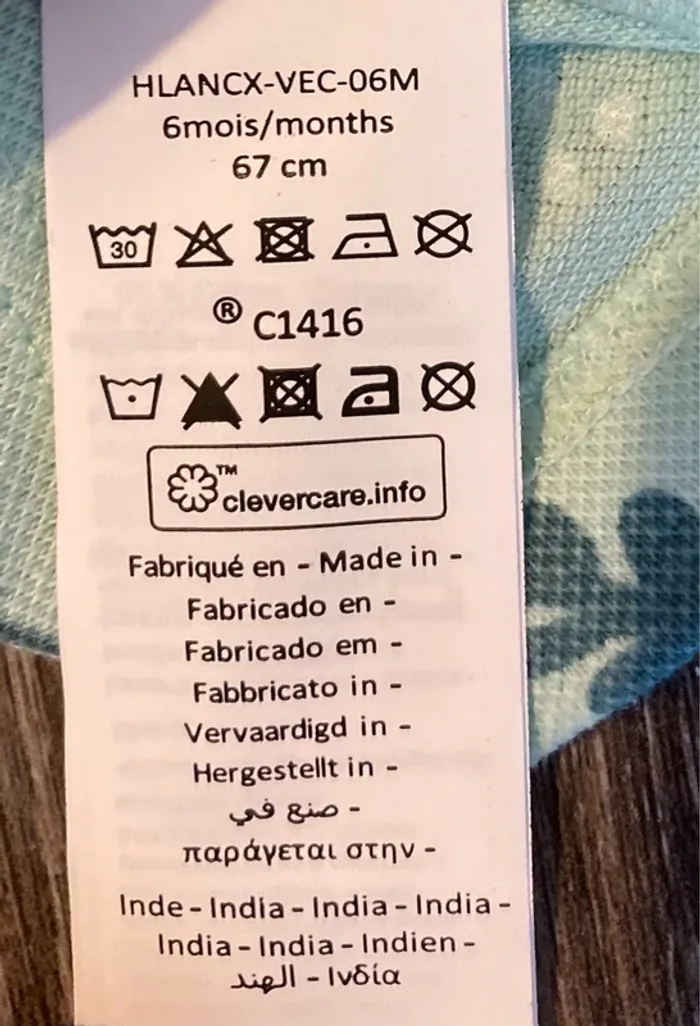 HLANCX-VEC-06M
6mois/months
67 cm
30
® C1416
™
clevercare.info
Fabriqué en - Made in -
Fabricado en -
Fabricado em -
Fabbricato in -
Vervaardigd in -
Hergestellt in -
صنع في -
παράγεται στην -
Inde - India - India - India -
India - India - Indien -
الهند - Ινδία